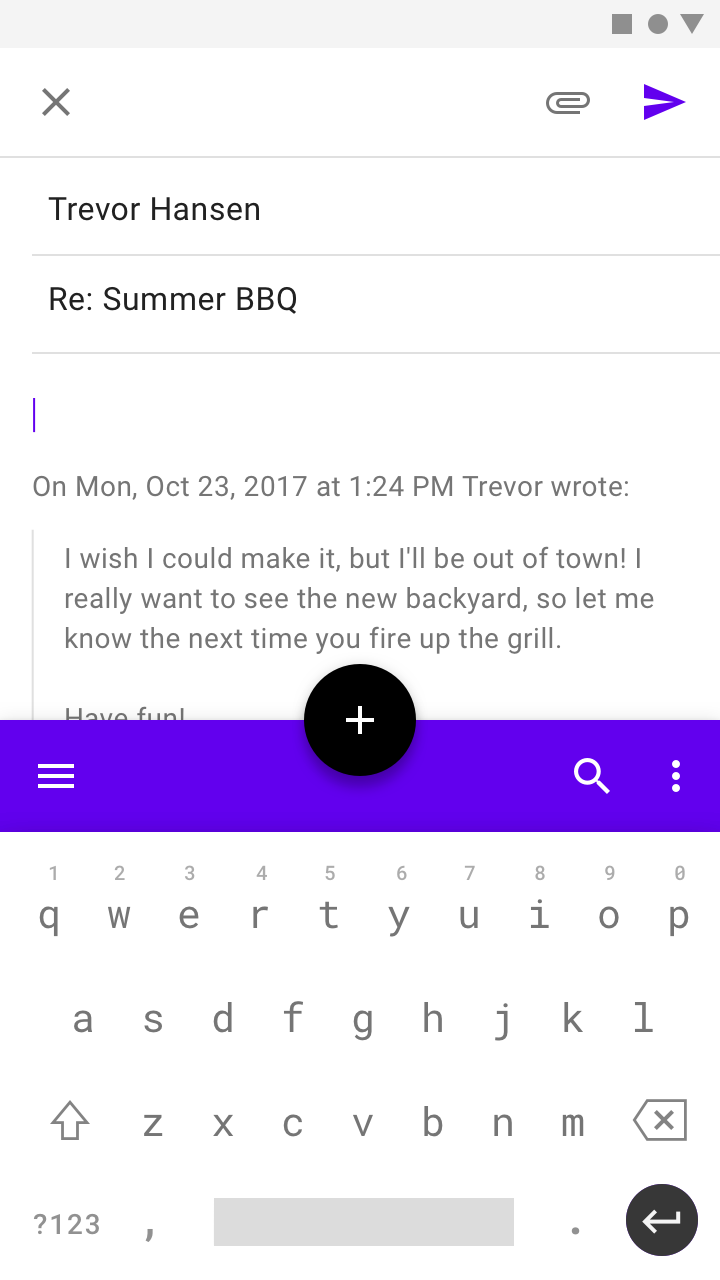 Trevor Hansen
Re: Summer BBQ
On Mon, Oct 23, 2017 at 1:24 PM Trevor wrote:
I wish I could make it, but I'll be out of town! I
really want to see the new backyard, so let me
know the next time you fire up the grill.
Have fun!
1 2 3 4 5 6 7 8 9 0
q w e r t y u i o p
a s d f g h j k l
z x c v b n m
?123 , .